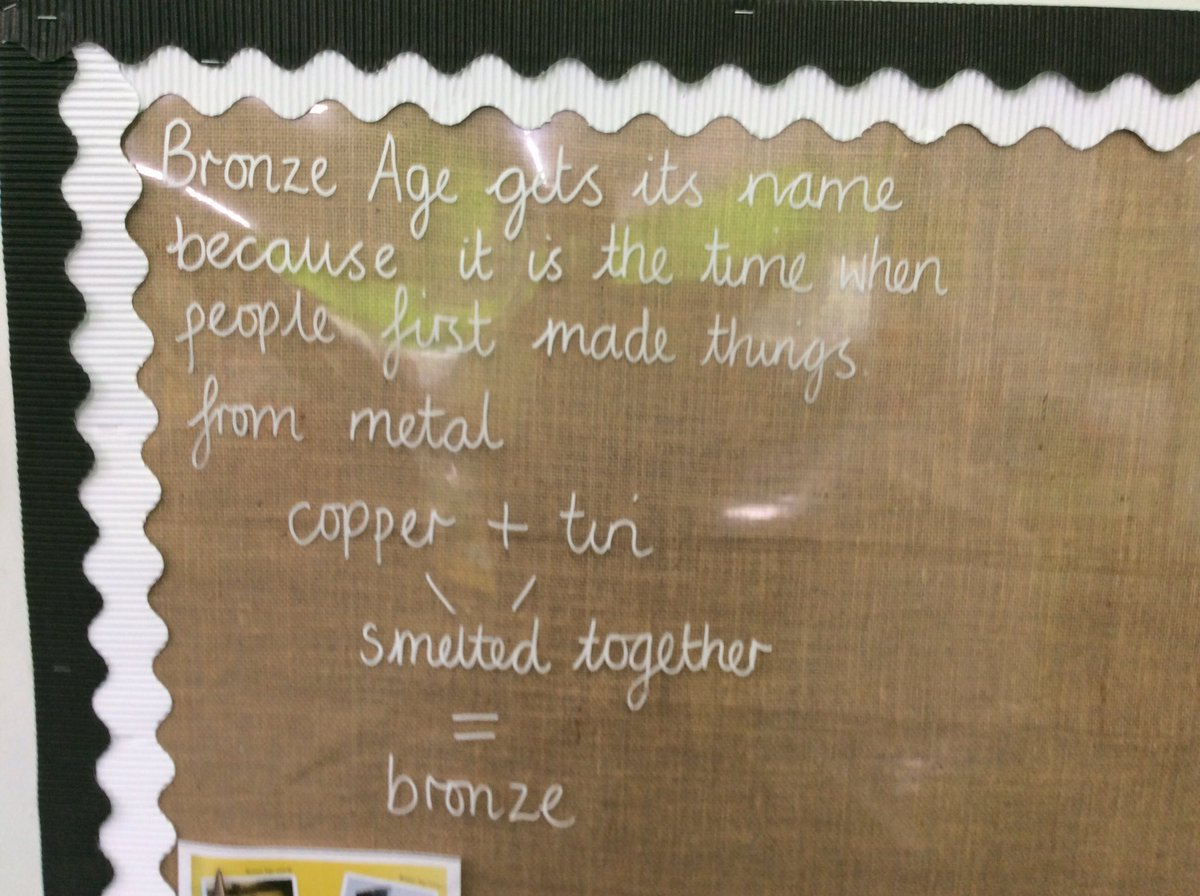 Bronze Age gets its name
because it is the time when
people first made things
from metal
copper + tin
smelted together
=
bronze